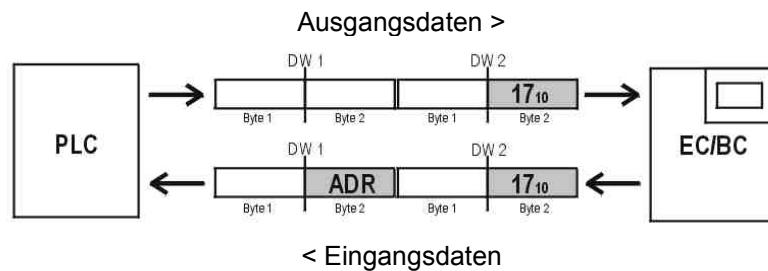 Ausgangsdaten >
DW 1 DW 2
17₁₀
Byte 1 Byte 2 Byte 1 Byte 2
PLC EC/BC
DW 1 DW 2
ADR 17₁₀
Byte 1 Byte 2 Byte 1 Byte 2
< Eingangsdaten